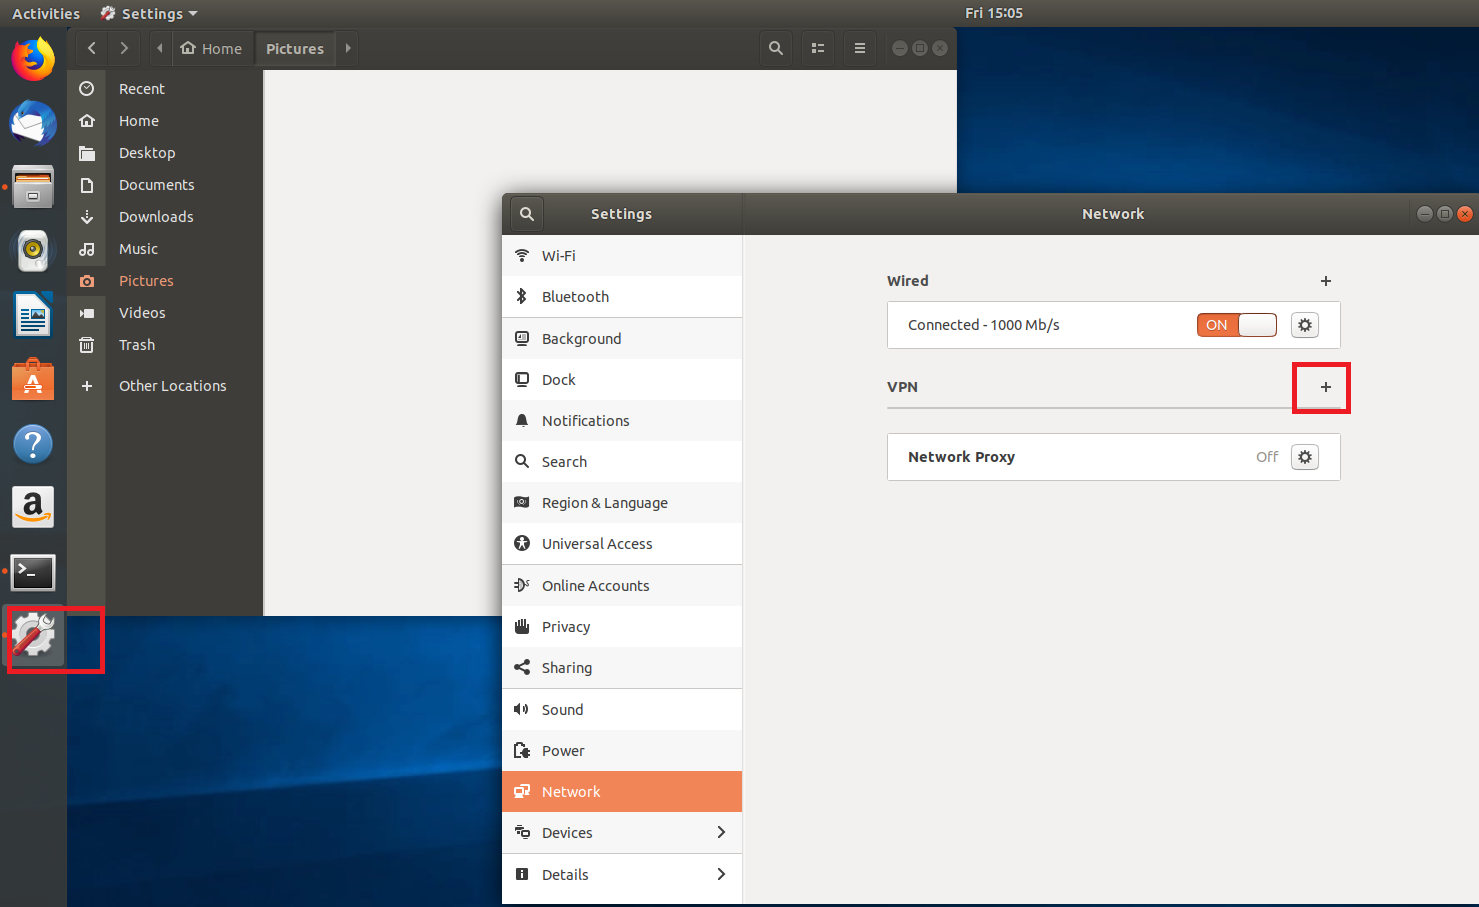 Activities
Settings
Fri 15:05
Home
Pictures
Recent
Home
Desktop
Documents
Downloads
Music
Pictures
Videos
Trash
Other Locations
Settings
Network
Wi-Fi
Bluetooth
Background
Dock
Notifications
Search
Region & Language
Universal Access
Online Accounts
Privacy
Sharing
Sound
Power
Network
Devices
Details
Wired
Connected - 1000 Mb/s
ON
VPN
Network Proxy
Off